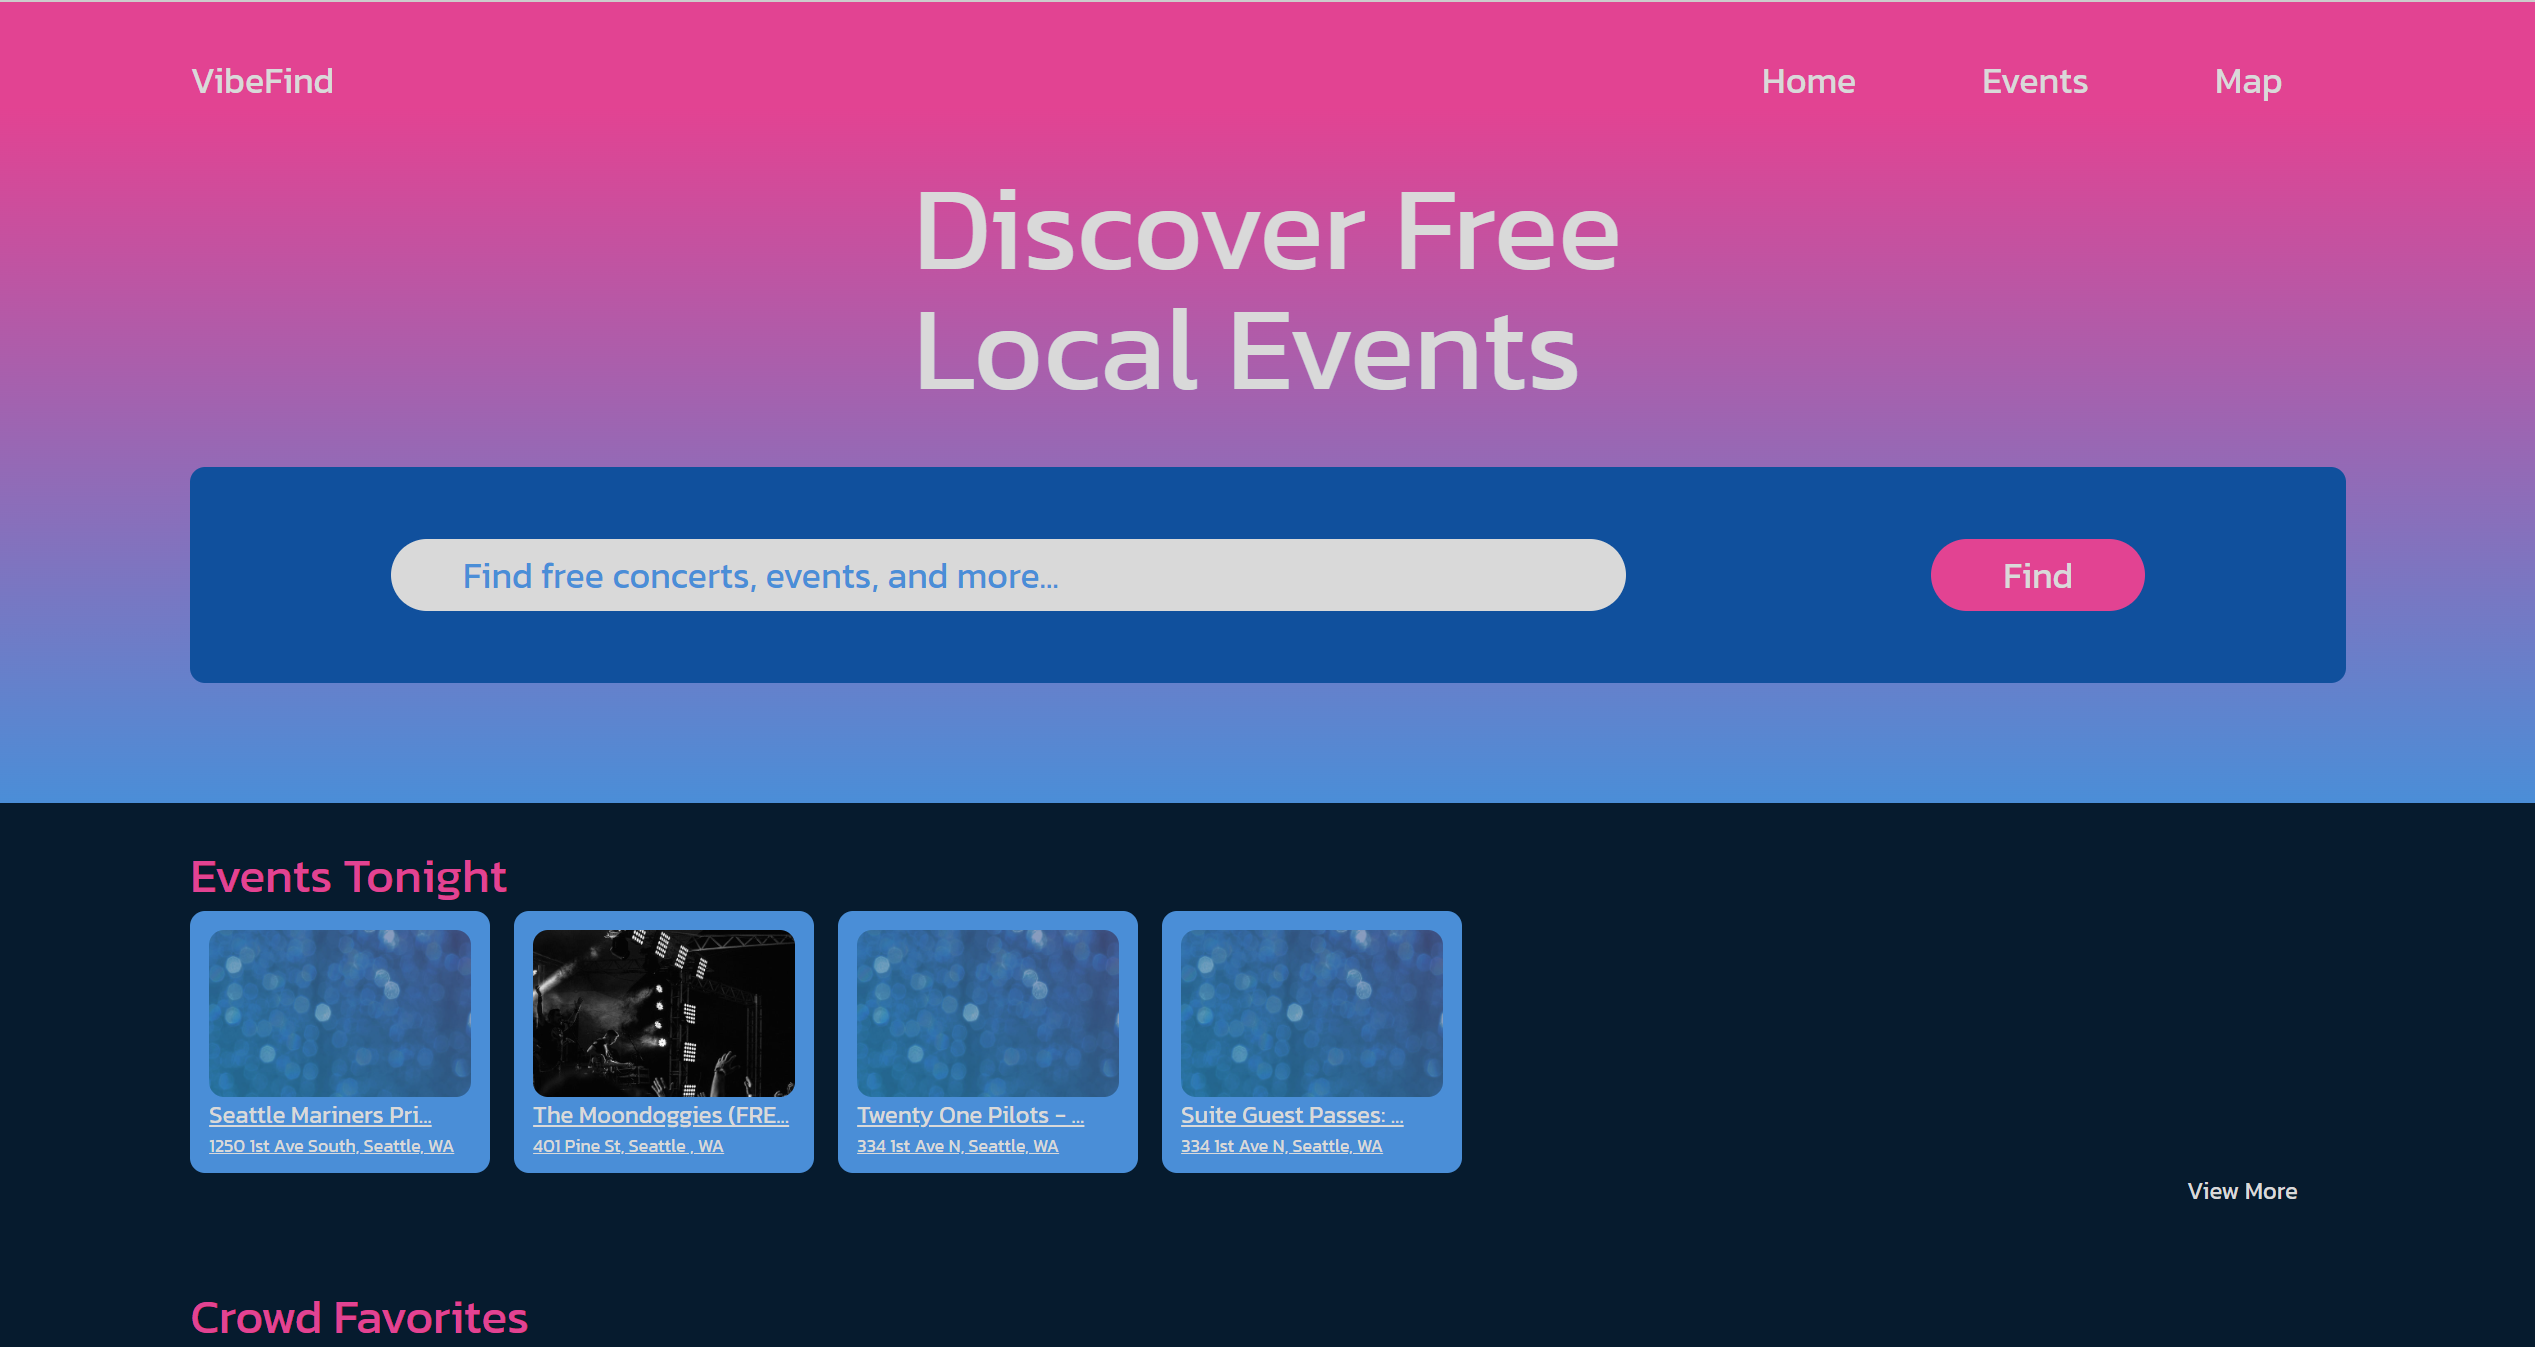 VibeFind
Home
Events
Map
Discover Free
Local Events
Find free concerts, events, and more...
Find
Events Tonight
Seattle Mariners Pri...
1250 1st Ave South, Seattle, WA
The Moondoggies (FRE...
401 Pine St, Seattle , WA
Twenty One Pilots - ...
334 1st Ave N, Seattle, WA
Suite Guest Passes: ...
334 1st Ave N, Seattle, WA
View More
Crowd Favorites